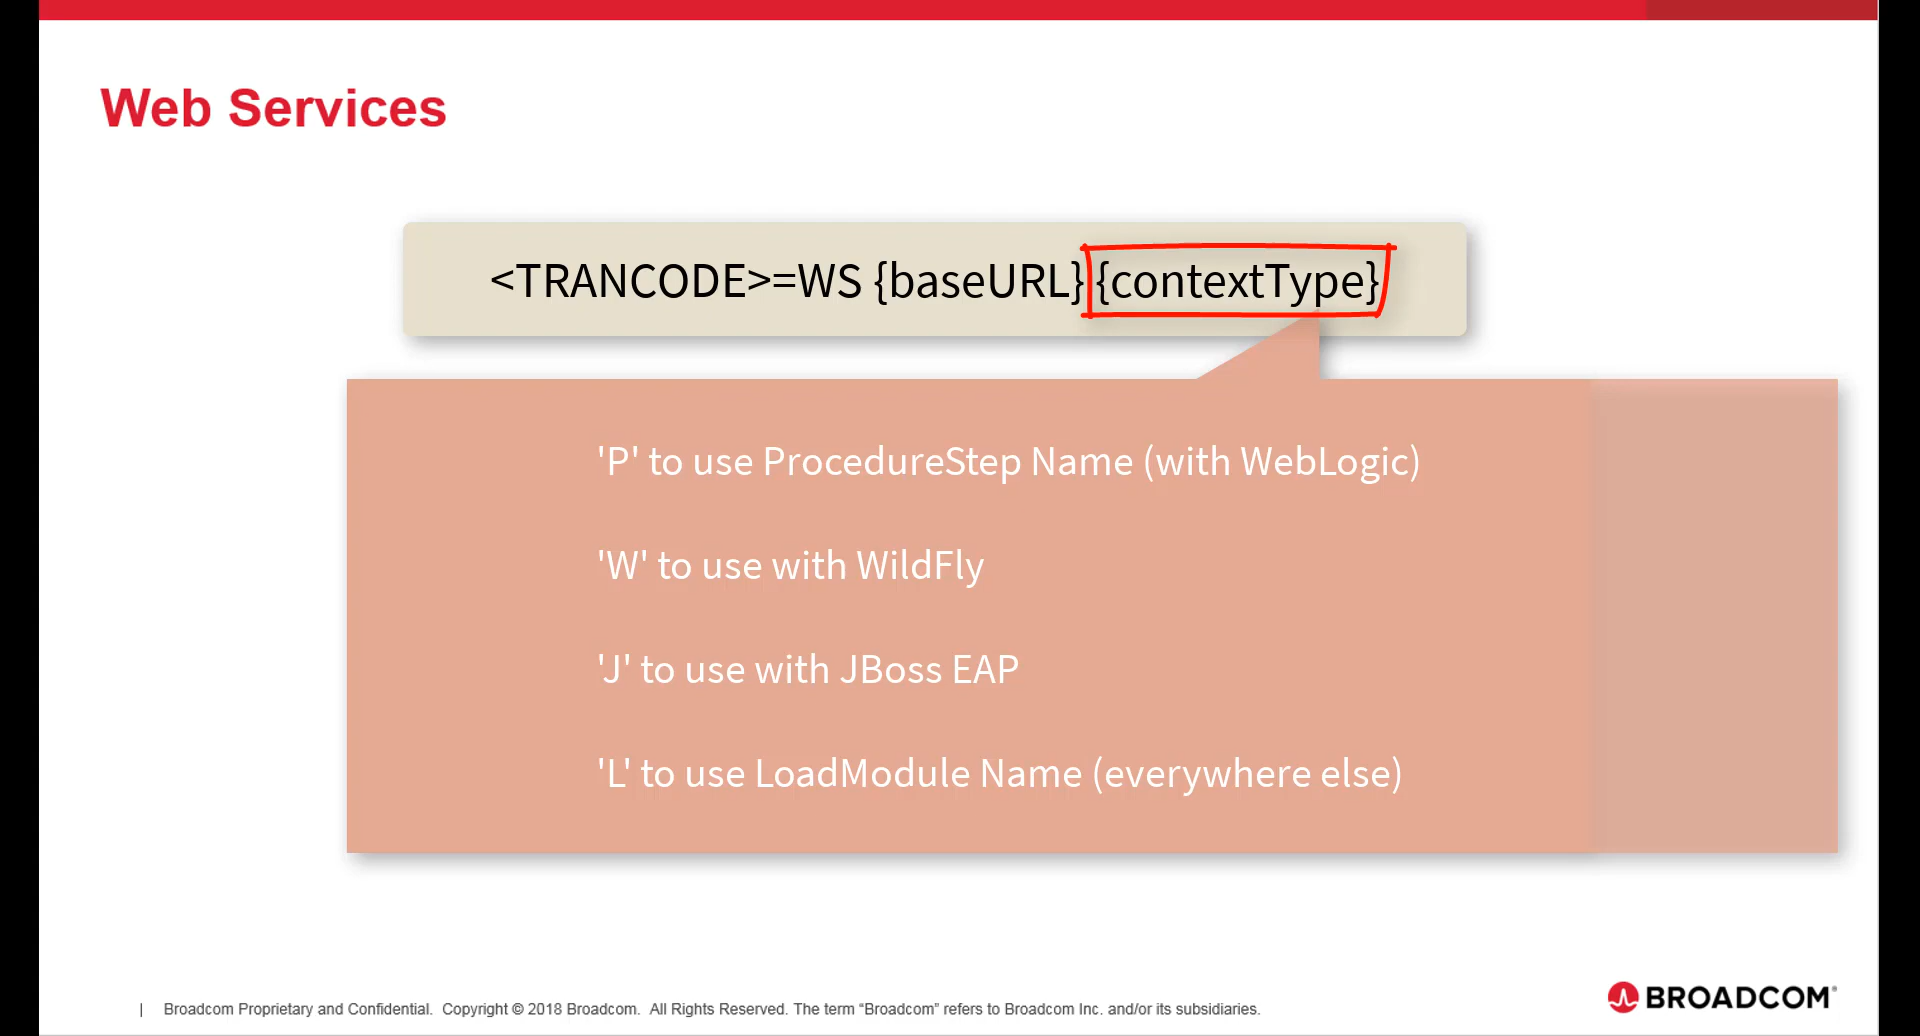 Web Services
<TRANCODE>=WS {baseURL} {contextType}
'P' to use ProcedureStep Name (with WebLogic)
'W' to use with WildFly
'J' to use with JBoss EAP
'L' to use LoadModule Name (everywhere else)
| Broadcom Proprietary and Confidential. Copyright © 2018 Broadcom. All Rights Reserved. The term “Broadcom” refers to Broadcom Inc. and/or its subsidiaries.
BROADCOM®